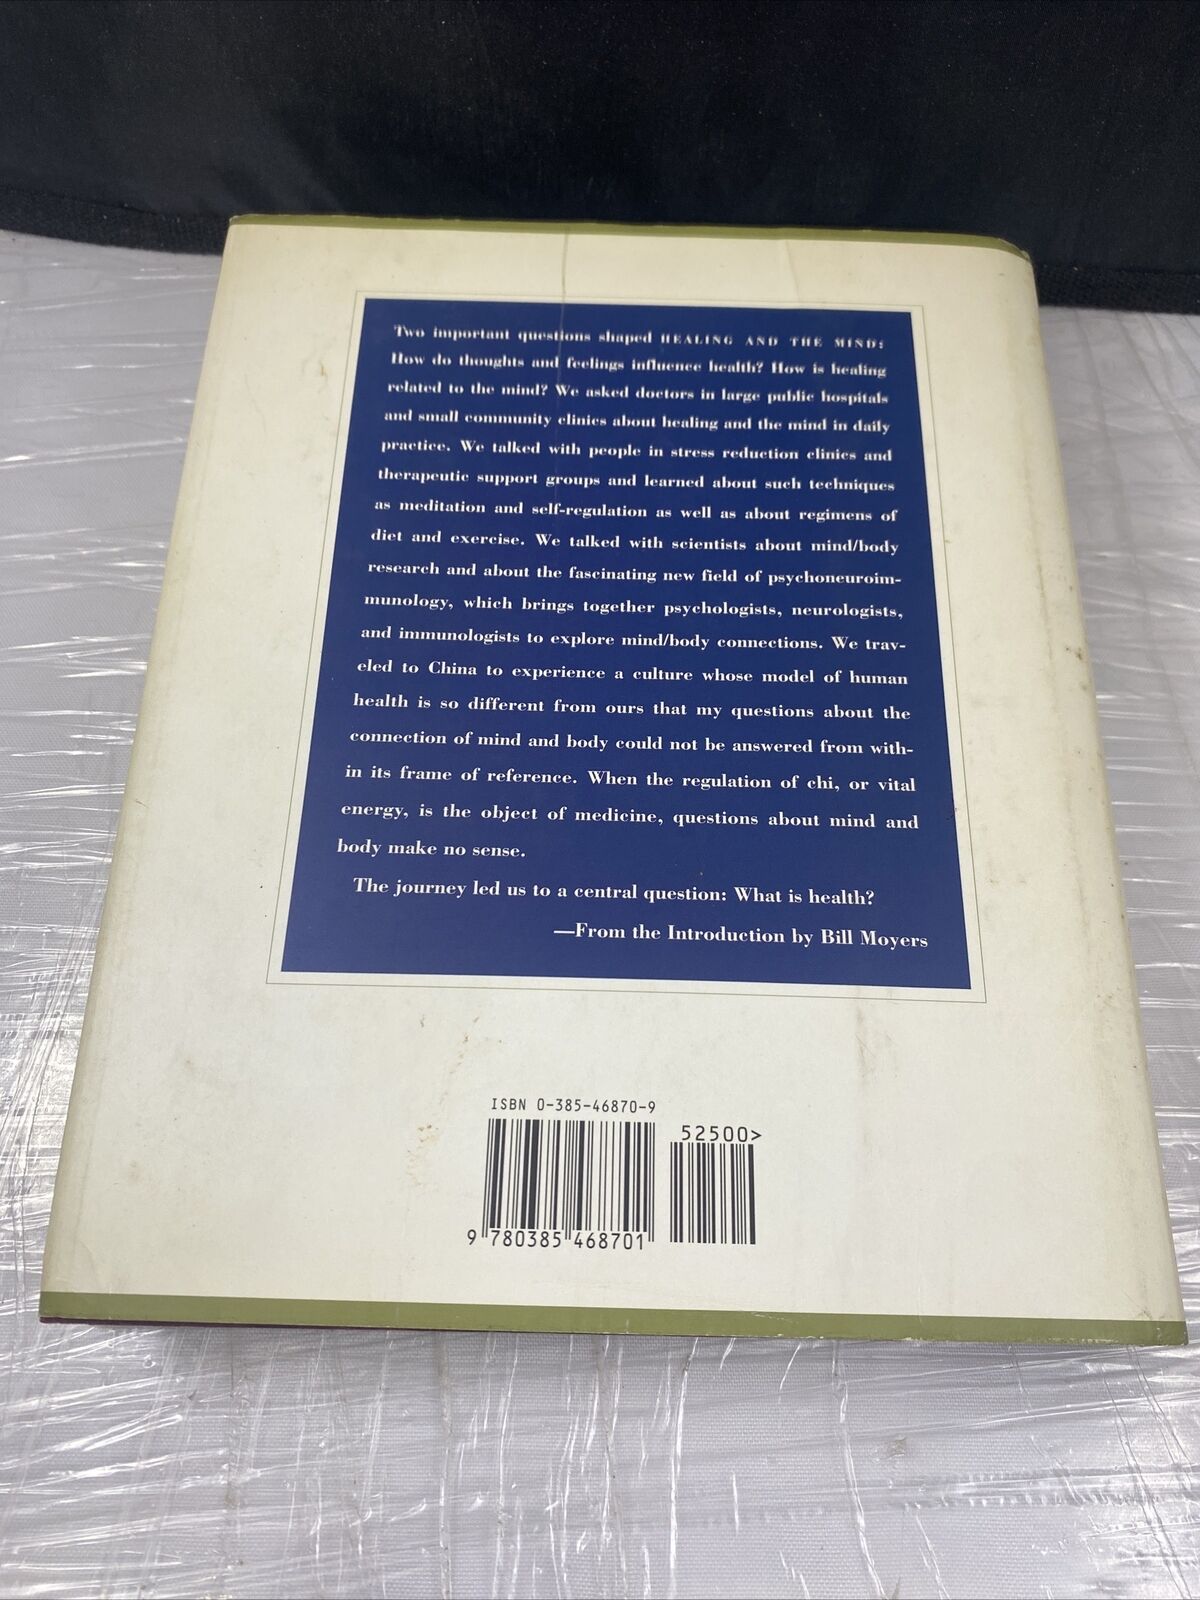 Two important questions shaped HEALING AND THE MIND:
How do thoughts and feelings influence health? How is healing
related to the mind? We asked doctors in large public hospitals
and small community clinics about healing and the mind in daily
practice. We talked with people in stress reduction clinics and
therapeutic support groups and learned about such techniques
as meditation and self-regulation as well as about regimens of
diet and exercise. We talked with scientists about mind/body
research and about the fascinating new field of psychoneuroim-
munology, which brings together psychologists, neurologists,
and immunologists to explore mind/body connections. We trav-
eled to China to experience a culture whose model of human
health is so different from ours that my questions about the
connection of mind and body could not be answered from with-
in its frame of reference. When the regulation of chi, or vital
energy, is the object of medicine, questions about mind and
body make no sense.
The journey led us to a central question: What is health?
—From the Introduction by Bill Moyers
ISBN 0-385-46870-9
52500>
9 780385 468701